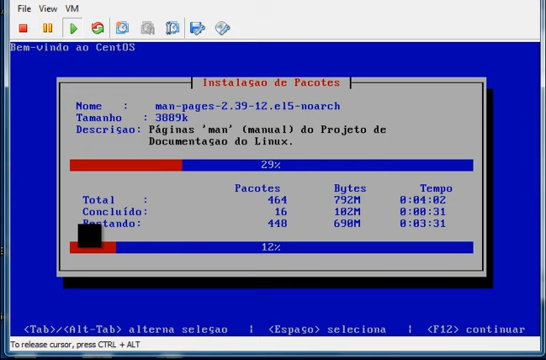 File View VM
Bem-vindo ao CentOS
Instalaçao de Pacotes
Nome : man-pages-2.39-12.el5-noarch
Tamanho : 3889k
Descriçao: Páginas 'man' (manual) do Projeto de
Documentaçao do Linux.
29%
Pacotes Bytes Tempo
Total : 464 792M 0:04:02
Concluído: 16 102M 0:00:31
Restando: 448 690M 0:03:31
12%
<Tab>/<Alt-Tab> alterna seleçao | <Espaço> seleciona | <F12> continuar
To release cursor, press CTRL + ALT